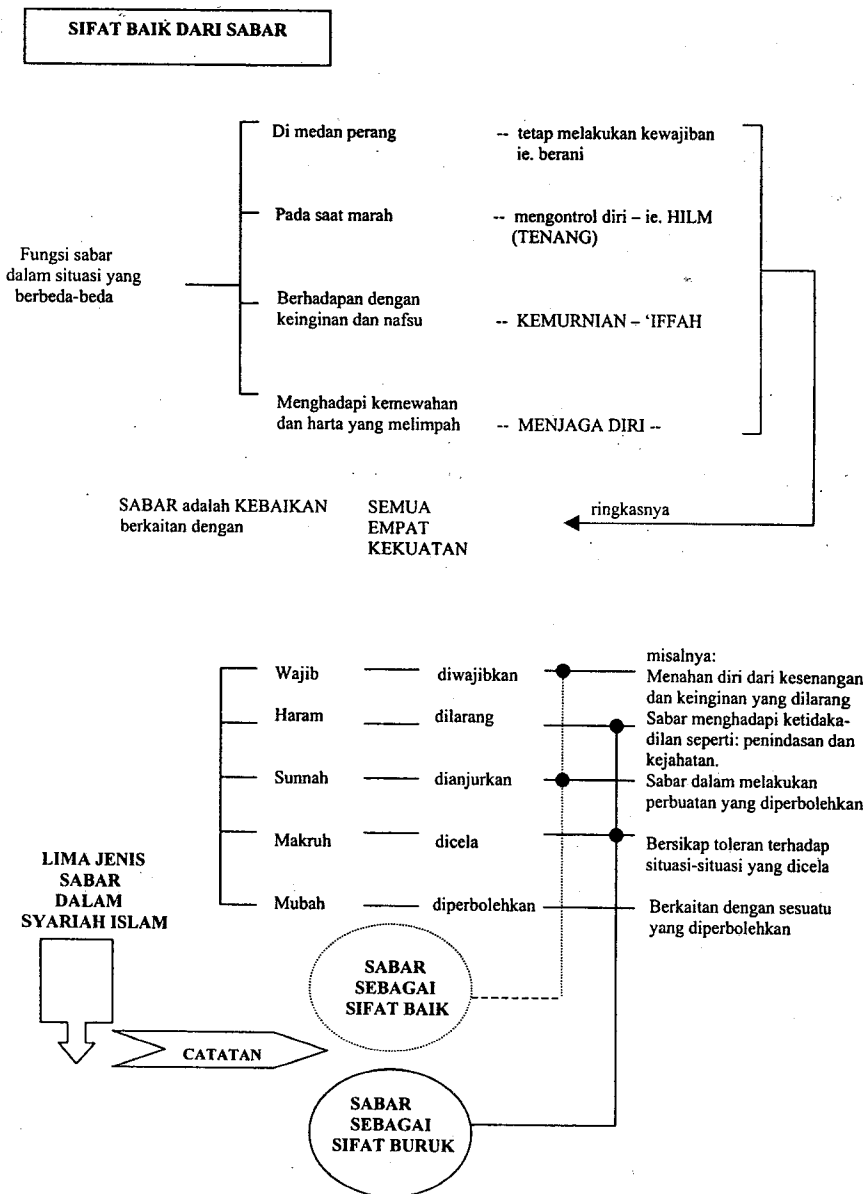 SIFAT BAIK DARI SABAR
Di medan perang -- tetap melakukan kewajiban
ie. berani
Pada saat marah -- mengontrol diri – ie. HILM
(TENANG)
Fungsi sabar
dalam situasi yang
berbeda-beda
Berhadapan dengan
keinginan dan nafsu -- KEMURNIAN – ‘IFFAH
Menghadapi kemewahan
dan harta yang melimpah -- MENJAGA DIRI --
SABAR adalah KEBAIKAN
berkaitan dengan
SEMUA
EMPAT
KEKUATAN
ringkasnya
Wajib diwajibkan
misalnya:
Menahan diri dari kesenangan
dan keinginan yang dilarang
Haram dilarang
Sabar menghadapi ketidaka-
dilan seperti: penindasan dan
kejahatan.
Sunnah dianjurkan
Sabar dalam melakukan
perbuatan yang diperbolehkan
Makruh dicela
Bersikap toleran terhadap
situasi-situasi yang dicela
Mubah diperbolehkan
Berkaitan dengan sesuatu
yang diperbolehkan
LIMA JENIS
SABAR
DALAM
SYARIAH ISLAM
SABAR
SEBAGAI
SIFAT BAIK
CATATAN
SABAR
SEBAGAI
SIFAT BURUK